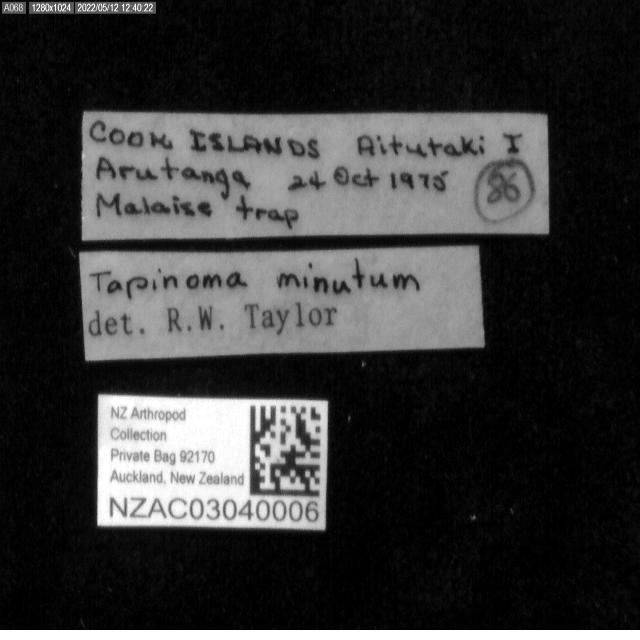 A068 1280x1024 2022/05/12 12:40:22
COOK ISLANDS Aitutaki I
Arutanga 24 Oct 1975 86
Malaise trap
Tapinoma minutum
det. R.W. Taylor
NZ Arthropod
Collection
Private Bag 92170
Auckland, New Zealand
NZAC03040006